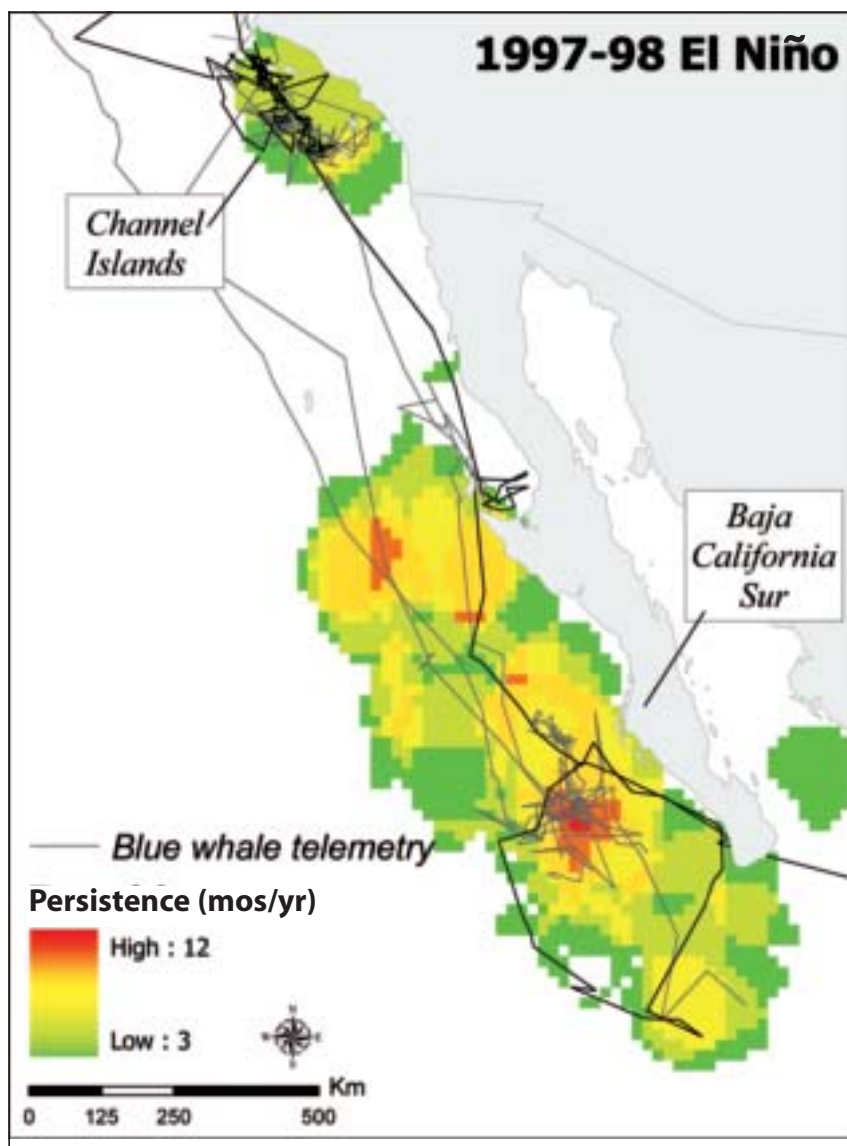 1997-98 El Niño
Channel
Islands
Baja
California
Sur
Blue whale telemetry
Persistence (mos/yr)
High : 12
Low : 3
N
W E
S
Km
0 125 250 500